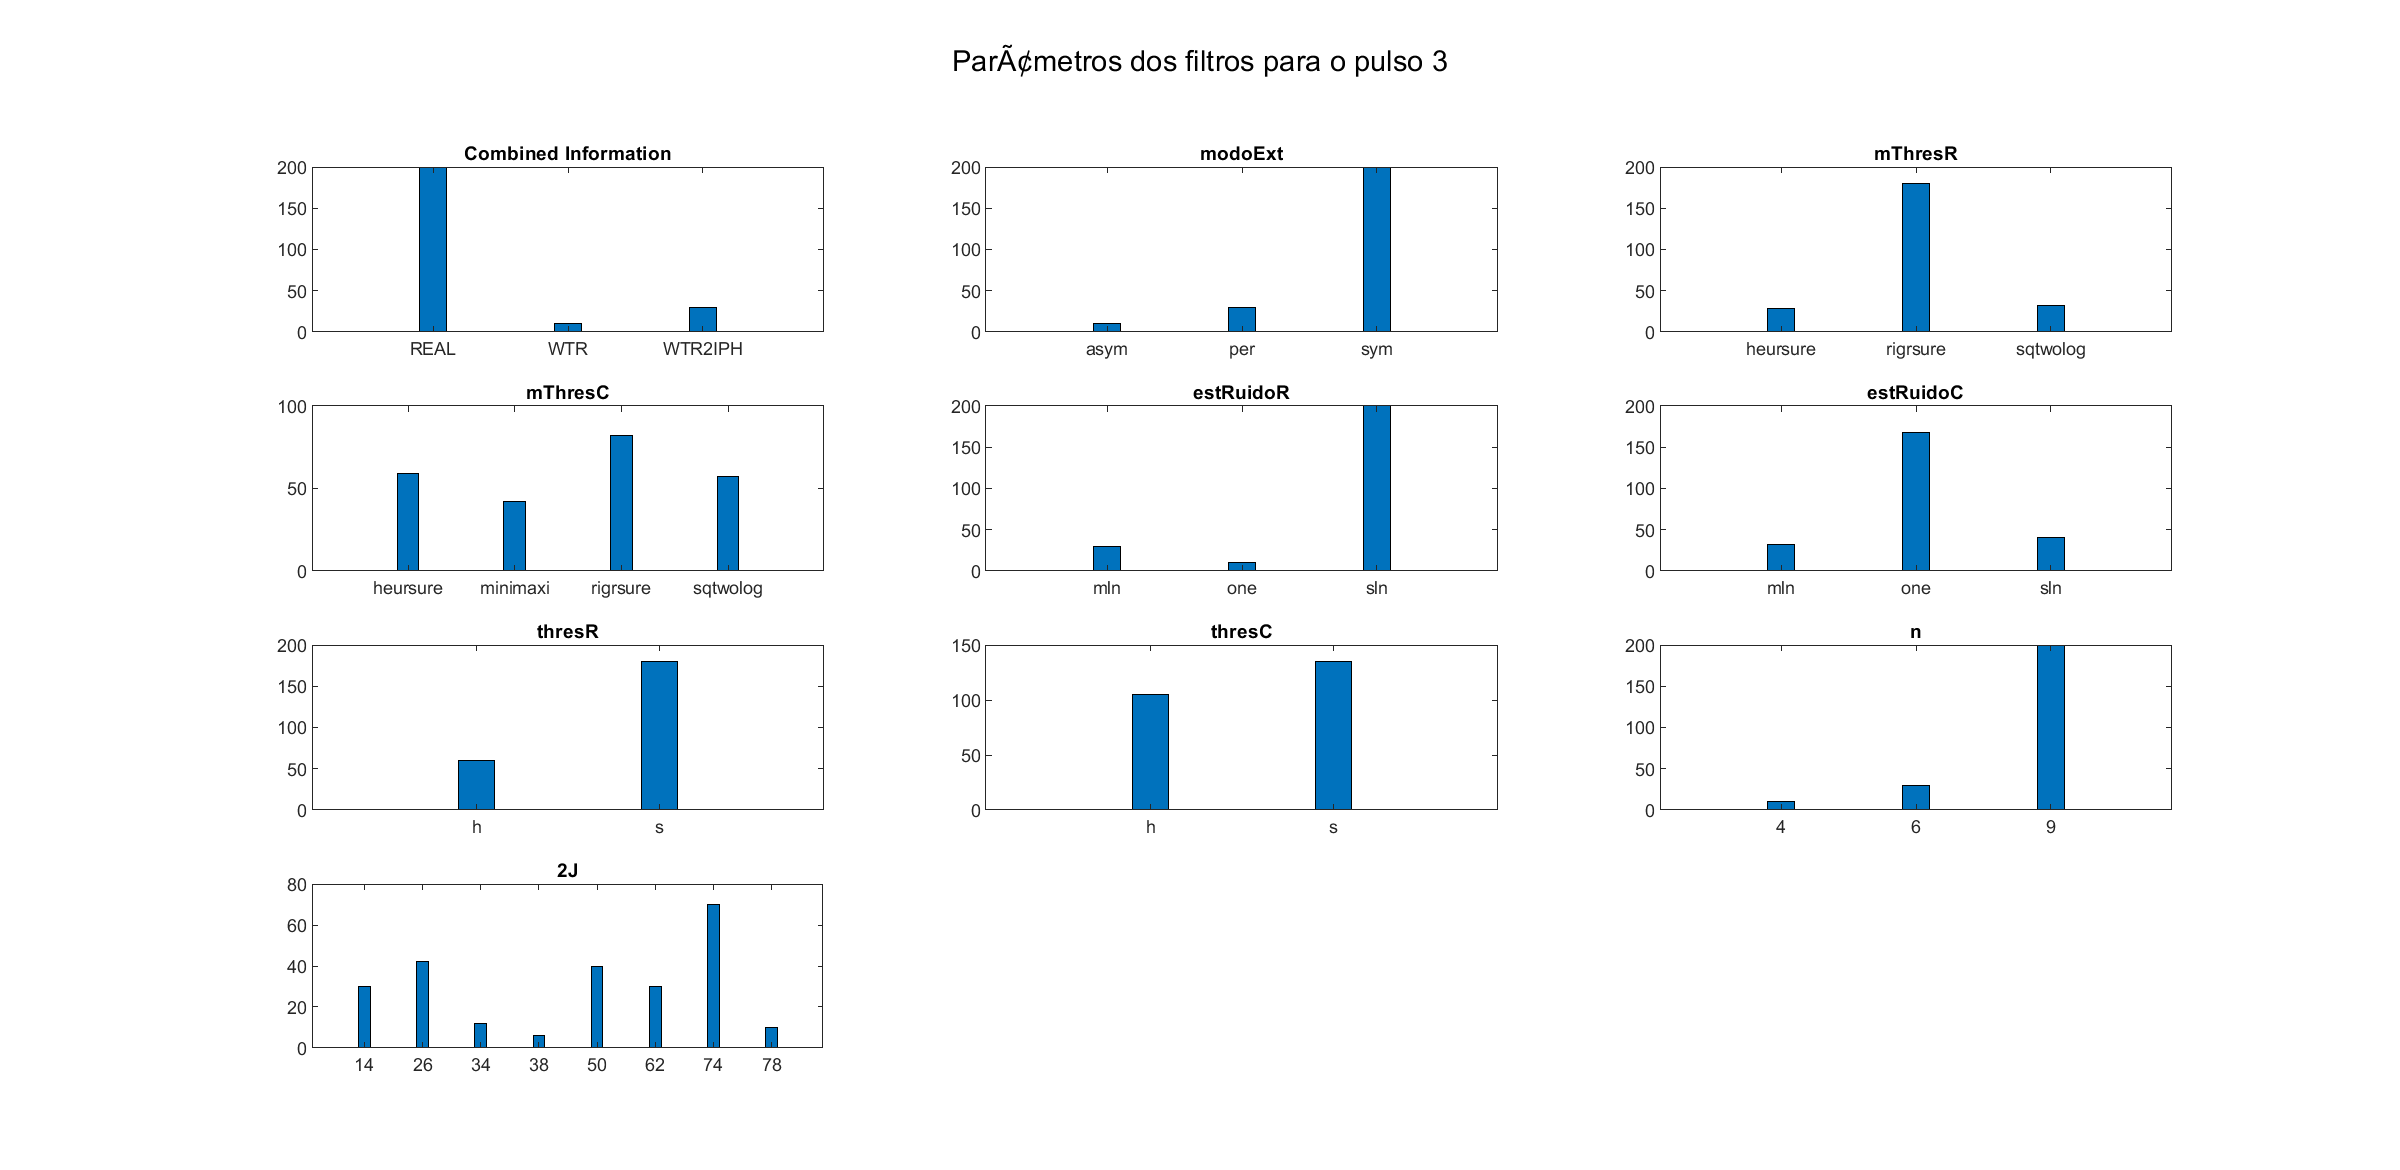 ParÃ¢metros dos filtros para o pulso 3
Combined Information
200
150
100
50
0
REAL WTR WTR2IPH
modoExt
200
150
100
50
0
asym per sym
mThresR
200
150
100
50
0
heursure rigrsure sqtwolog
mThresC
100
50
0
heursure minimaxi rigrsure sqtwolog
estRuidoR
200
150
100
50
0
mln one sln
estRuidoC
200
150
100
50
0
mln one sln
thresR
200
150
100
50
0
h s
thresC
150
100
50
0
h s
n
200
150
100
50
0
4 6 9
2J
80
60
40
20
0
14 26 34 38 50 62 74 78